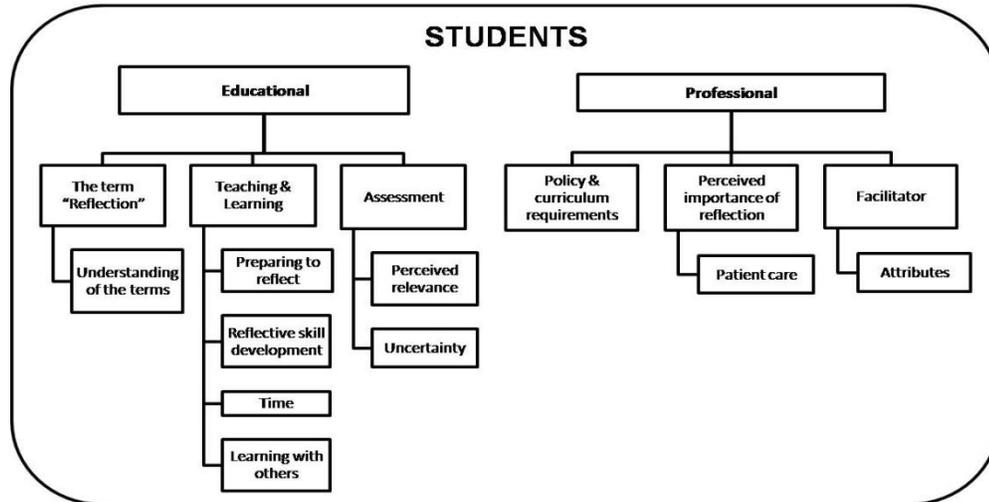 STUDENTS
Educational
Professional
The term
"Reflection"
Teaching &
Learning
Assessment
Policy &
curriculum
requirements
Perceived
importance of
reflection
Facilitator
Understanding
of the terms
Preparing to
reflect
Perceived
relevance
Patient care
Attributes
Reflective skill
development
Uncertainty
Time
Learning with
others